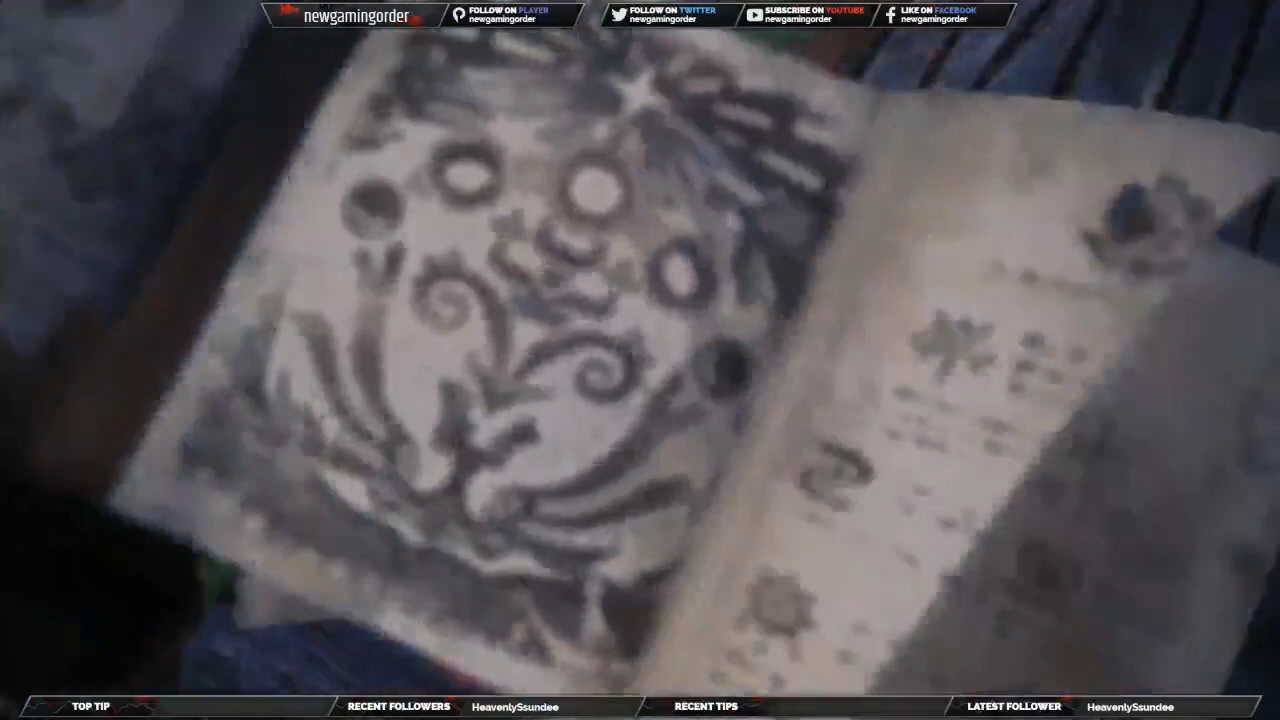 newgamingorder
FOLLOW ON PLAYER
newgamingorder
FOLLOW ON TWITTER
newgamingorder
SUBSCRIBE ON YOUTUBE
newgamingorder
LIKE ON FACEBOOK
newgamingorder
TOP TIP
RECENT FOLLOWERS
HeavenlySsundee
RECENT TIPS
LATEST FOLLOWER
HeavenlySsundee